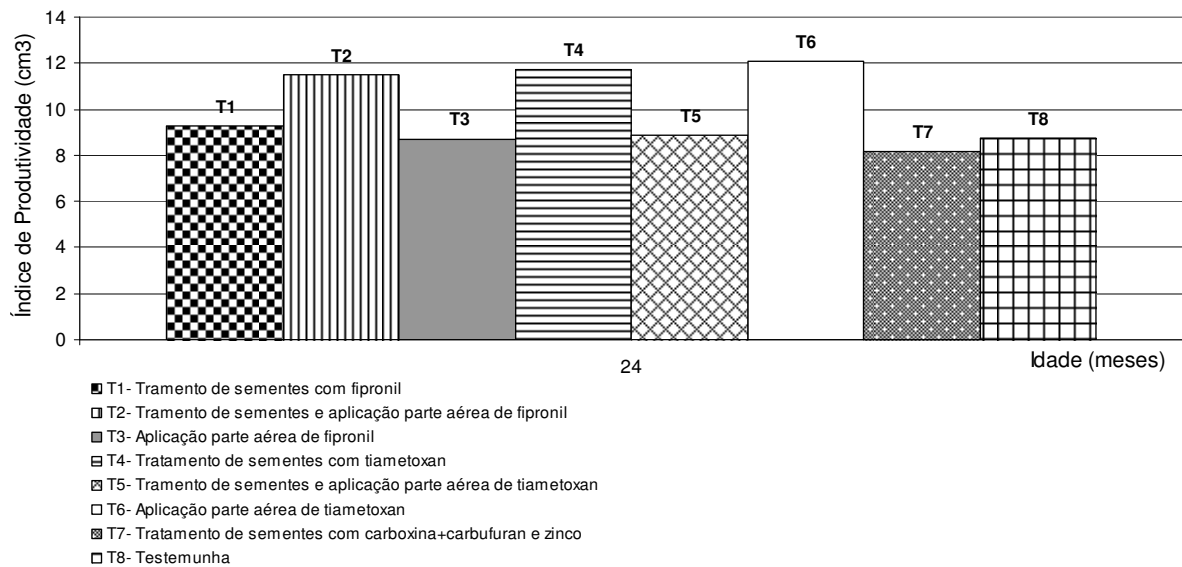 14
12
10
8
6
4
2
0
Índice de Produtividade (cm3)
T1
T2
T3
T4
T5
T6
T7
T8
24
Idade (meses)
T1- Tramento de sementes com fipronil
T2- Tramento de sementes e aplicação parte aérea de fipronil
T3- Aplicação parte aérea de fipronil
T4- Tratamento de sementes com tiametoxan
T5- Tramento de sementes e aplicação parte aérea de tiametoxan
T6- Aplicação parte aérea de tiametoxan
T7- Tratamento de sementes com carboxina+carbufuran e zinco
T8- Testemunha